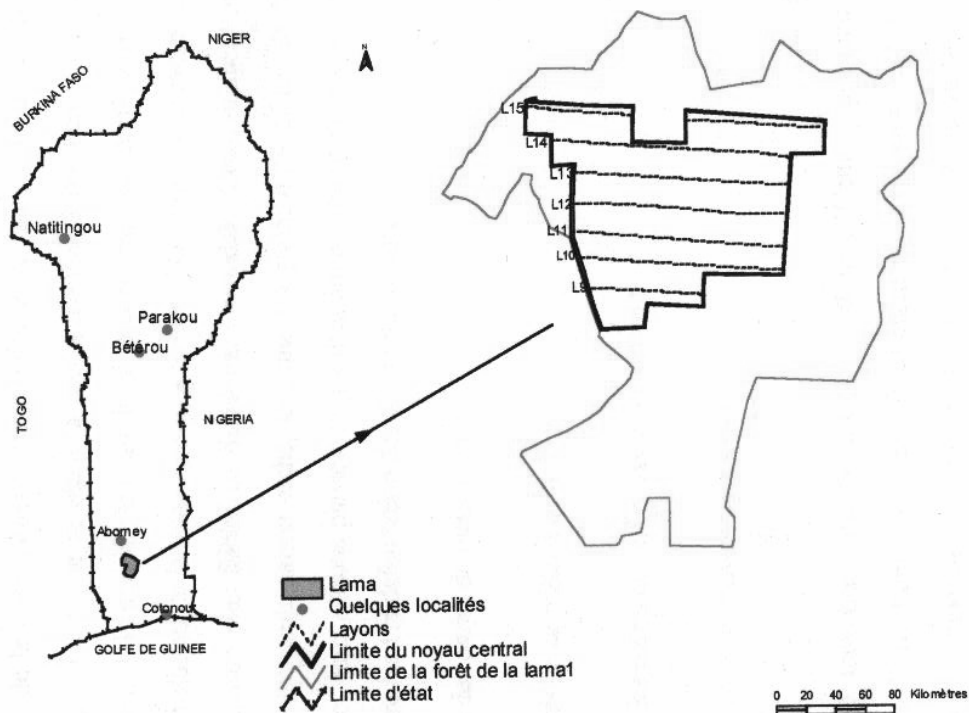 NIGER
N
BURKINA FASO
L15
L14
L13
L12
L11
L10
L9
Natitingou
Parakou
Bétérou
TOGO
NIGERIA
Abomey
Cotonou
GOLFE DE GUINEE
Lama
Quelques localités
Layons
Limite du noyau central
Limite de la forêt de la lama1
Limite d'état
0 20 40 60 80 Kilomètres